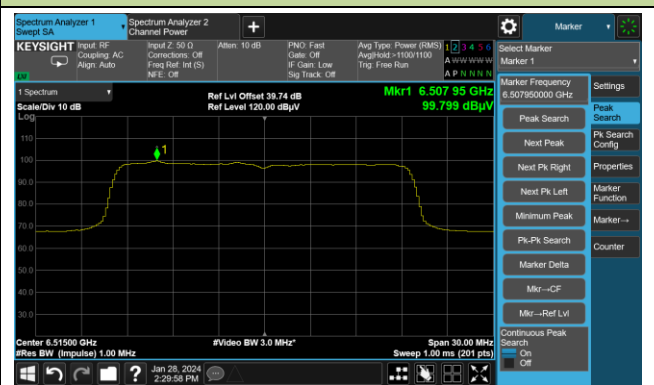 Spectrum Analyzer 1
Swept SA
Spectrum Analyzer 2
Channel Power
+
Marker
KEYSIGHT
Input: RF
Coupling: AC
Align: Auto
Input Z: 50 Ω
Corrections: Off
Freq Ref: Int (S)
NFE: Off
Atten: 10 dB
PNO: Fast
Gate: Off
IF Gain: Low
Sig Track: Off
Avg Type: Power (RMS)
Avg|Hold:>1100/1100
Trig: Free Run
1 2 3 4 5 6
A W W W W W
A P N N N N
Select Marker
Marker 1
1 Spectrum
Scale/Div 10 dB
Log
Ref Lvl Offset 39.74 dB
Ref Level 120.00 dBµV
Mkr1 6.507 95 GHz
99.799 dBµV
Marker Frequency
6.507950000 GHz
Settings
Peak Search
Peak
Search
Next Peak
Pk Search
Config
Next Pk Right
Properties
Next Pk Left
Marker
Function
Minimum Peak
Marker→
Pk-Pk Search
Counter
Marker Delta
Mkr→CF
Mkr→Ref Lvl
Continuous Peak
Search
On
Off
110
100
90.0
80.0
70.0
60.0
50.0
40.0
30.0
1
Center 6.51500 GHz
#Res BW (Impulse) 1.00 MHz
#Video BW 3.0 MHz*
Span 30.00 MHz
Sweep 1.00 ms (201 pts)
?
Jan 28, 2024
2:29:58 PM